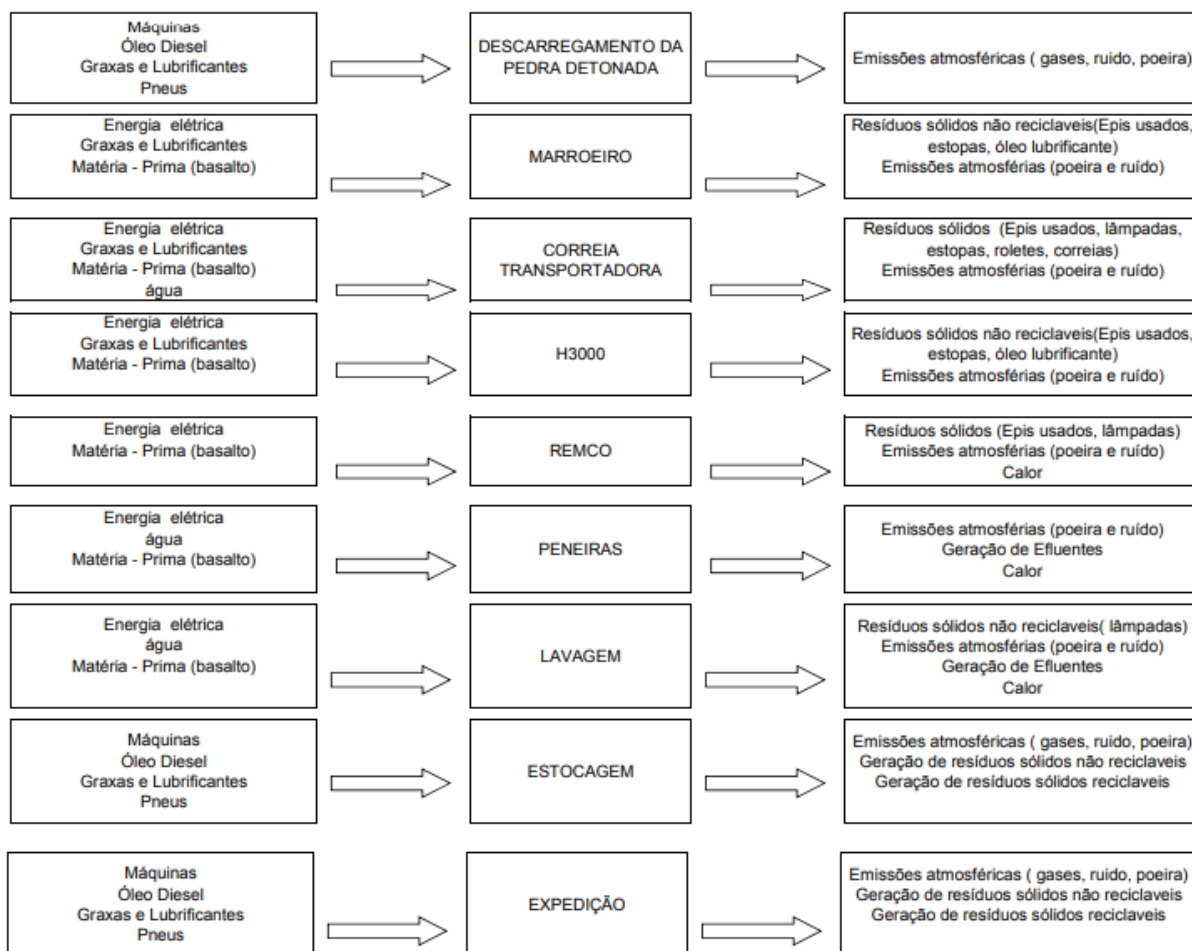 Máquinas
Óleo Diesel
Graxas e Lubrificantes
Pneus
DESCARREGAMENTO DA
PEDRA DETONADA
Emissões atmosféricas ( gases, ruido, poeira)
Energia elétrica
Graxas e Lubrificantes
Matéria - Prima (basalto)
MARROEIRO
Resíduos sólidos não reciclaveis(Epis usados,
estopas, óleo lubrificante)
Emissões atmosférias (poeira e ruído)
Energia elétrica
Graxas e Lubrificantes
Matéria - Prima (basalto)
água
CORREIA
TRANSPORTADORA
Resíduos sólidos (Epis usados, lâmpadas,
estopas, roletes, correias)
Emissões atmosférias (poeira e ruído)
Energia elétrica
Graxas e Lubrificantes
Matéria - Prima (basalto)
H3000
Resíduos sólidos não reciclaveis(Epis usados,
estopas, óleo lubrificante)
Emissões atmosférias (poeira e ruído)
Energia elétrica
Matéria - Prima (basalto)
REMCO
Resíduos sólidos (Epis usados, lâmpadas)
Emissões atmosférias (poeira e ruído)
Calor
Energia elétrica
água
Matéria - Prima (basalto)
PENEIRAS
Emissões atmosférias (poeira e ruído)
Geração de Efluentes
Calor
Energia elétrica
água
Matéria - Prima (basalto)
LAVAGEM
Resíduos sólidos não reciclaveis( lâmpadas)
Emissões atmosférias (poeira e ruído)
Geração de Efluentes
Calor
Máquinas
Óleo Diesel
Graxas e Lubrificantes
Pneus
ESTOCAGEM
Emissões atmosféricas ( gases, ruido, poeira)
Geração de resíduos sólidos não reciclaveis
Geração de resíduos sólidos reciclaveis
Máquinas
Óleo Diesel
Graxas e Lubrificantes
Pneus
EXPEDIÇÃO
Emissões atmosféricas ( gases, ruido, poeira)
Geração de resíduos sólidos não reciclaveis
Geração de resíduos sólidos reciclaveis